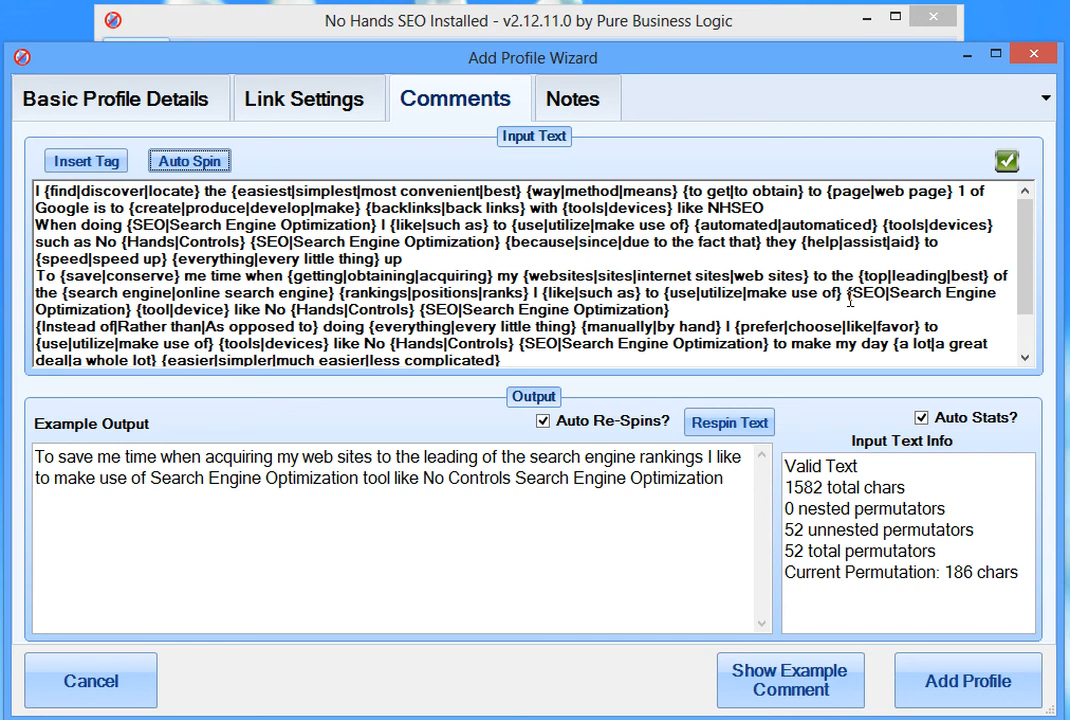 No Hands SEO Installed - v2.12.11.0 by Pure Business Logic
Add Profile Wizard
Basic Profile Details
Link Settings
Comments
Notes
Input Text
Insert Tag
Auto Spin
I {find|discover|locate} the {easiest|simplest|most convenient|best} {way|method|means} {to get|to obtain} to {page|web page} 1 of
Google is to {create|produce|develop|make} {backlinks|back links} with {tools|devices} like NHSEO
When doing {SEO|Search Engine Optimization} I {like|such as} to {use|utilize|make use of} {automated|automaticed} {tools|devices}
such as No {Hands|Controls} {SEO|Search Engine Optimization} {because|since|due to the fact that} they {help|assist|aid} to
{speed|speed up} {everything|every little thing} up
To {save|conserve} me time when {getting|obtaining|acquiring} my {websites|sites|internet sites|web sites} to the {top|leading|best} of
the {search engine|online search engine} {rankings|positions|ranks} I {like|such as} to {use|utilize|make use of} {SEO|Search Engine
Optimization} {tool|device} like No {Hands|Controls} {SEO|Search Engine Optimization}
{Instead of|Rather than|As opposed to} doing {everything|every little thing} {manually|by hand} I {prefer|choose|like|favor} to
{use|utilize|make use of} {tools|devices} like No {Hands|Controls} {SEO|Search Engine Optimization} to make my day {a lot|a great
deal|a whole lot} {easier|simpler|much easier|less complicated}
Output
Example Output
Auto Re-Spins?
Respin Text
Auto Stats?
Input Text Info
To save me time when acquiring my web sites to the leading of the search engine rankings I like
to make use of Search Engine Optimization tool like No Controls Search Engine Optimization
Valid Text
1582 total chars
0 nested permutators
52 unnested permutators
52 total permutators
Current Permutation: 186 chars
Cancel
Show Example
Comment
Add Profile